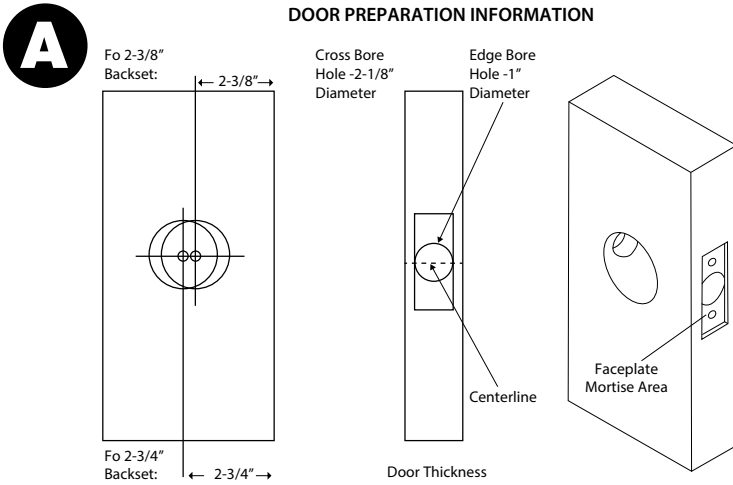 A
DOOR PREPARATION INFORMATION
Fo 2-3/8”
Backset:
2-3/8”
Cross Bore
Hole -2-1/8”
Diameter
Edge Bore
Hole -1”
Diameter
Centerline
Faceplate
Mortise Area
Fo 2-3/4”
Backset:
2-3/4”
Door Thickness